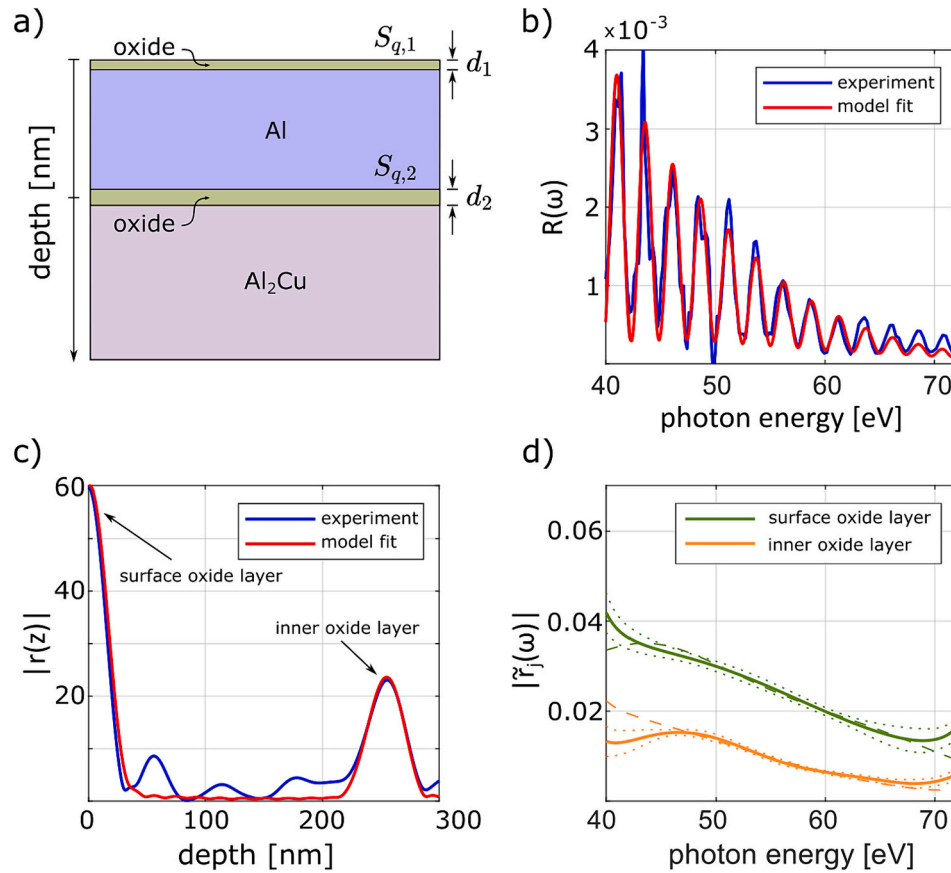 a)
oxide
S_{q,1}
d_1
Al
S_{q,2}
d_2
oxide
Al₂Cu
depth [nm]
b)
×10⁻³
4
3
2
1
R(ω)
experiment
model fit
40 50 60 70
photon energy [eV]
c)
60
40
20
0
|r(z)|
experiment
model fit
surface oxide layer
inner oxide layer
0 100 200 300
depth [nm]
d)
0.06
0.04
0.02
|r̃_j(ω)|
surface oxide layer
inner oxide layer
40 50 60 70
photon energy [eV]